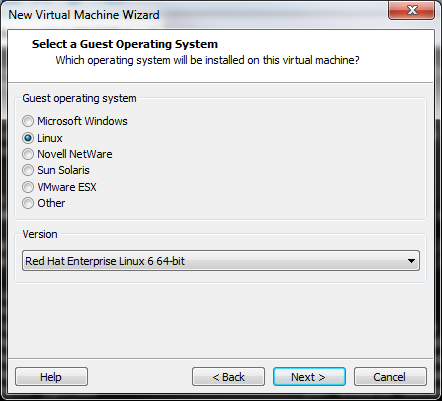 New Virtual Machine Wizard
Select a Guest Operating System
Which operating system will be installed on this virtual machine?
Guest operating system
Microsoft Windows
Linux
Novell NetWare
Sun Solaris
VMware ESX
Other
Version
Red Hat Enterprise Linux 6 64-bit
Help
< Back
Next >
Cancel